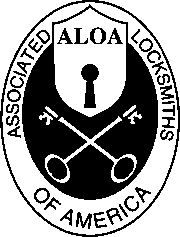 ASSOCIATED
ALOA
LOCKSMITHS
OF AMERICA